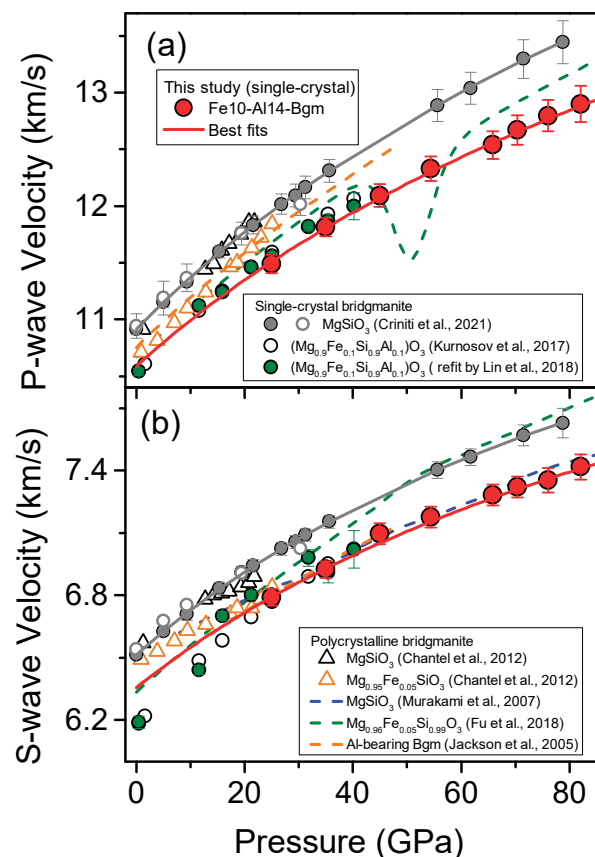 (a)
This study (single-crystal)
Fe10-Al14-Bgm
Best fits
P-wave Velocity (km/s)
13
12
11
Single-crystal bridgmanite
MgSiO₃ (Criniti et al., 2021)
(Mg₀.₉Fe₀.₁Si₀.₉Al₀.₁)O₃ (Kurnosov et al., 2017)
(Mg₀.₉Fe₀.₁Si₀.₉Al₀.₁)O₃ ( refit by Lin et al., 2018)
(b)
S-wave Velocity (km/s)
7.4
6.8
6.2
Polycrystalline bridgmanite
MgSiO₃ (Chantel et al., 2012)
Mg₀.₉₅Fe₀.₀₅SiO₃ (Chantel et al., 2012)
MgSiO₃ (Murakami et al., 2007)
Mg₀.₉₆Fe₀.₀₅Si₀.₉₉O₃ (Fu et al., 2018)
Al-bearing Bgm (Jackson et al., 2005)
0 20 40 60 80
Pressure (GPa)